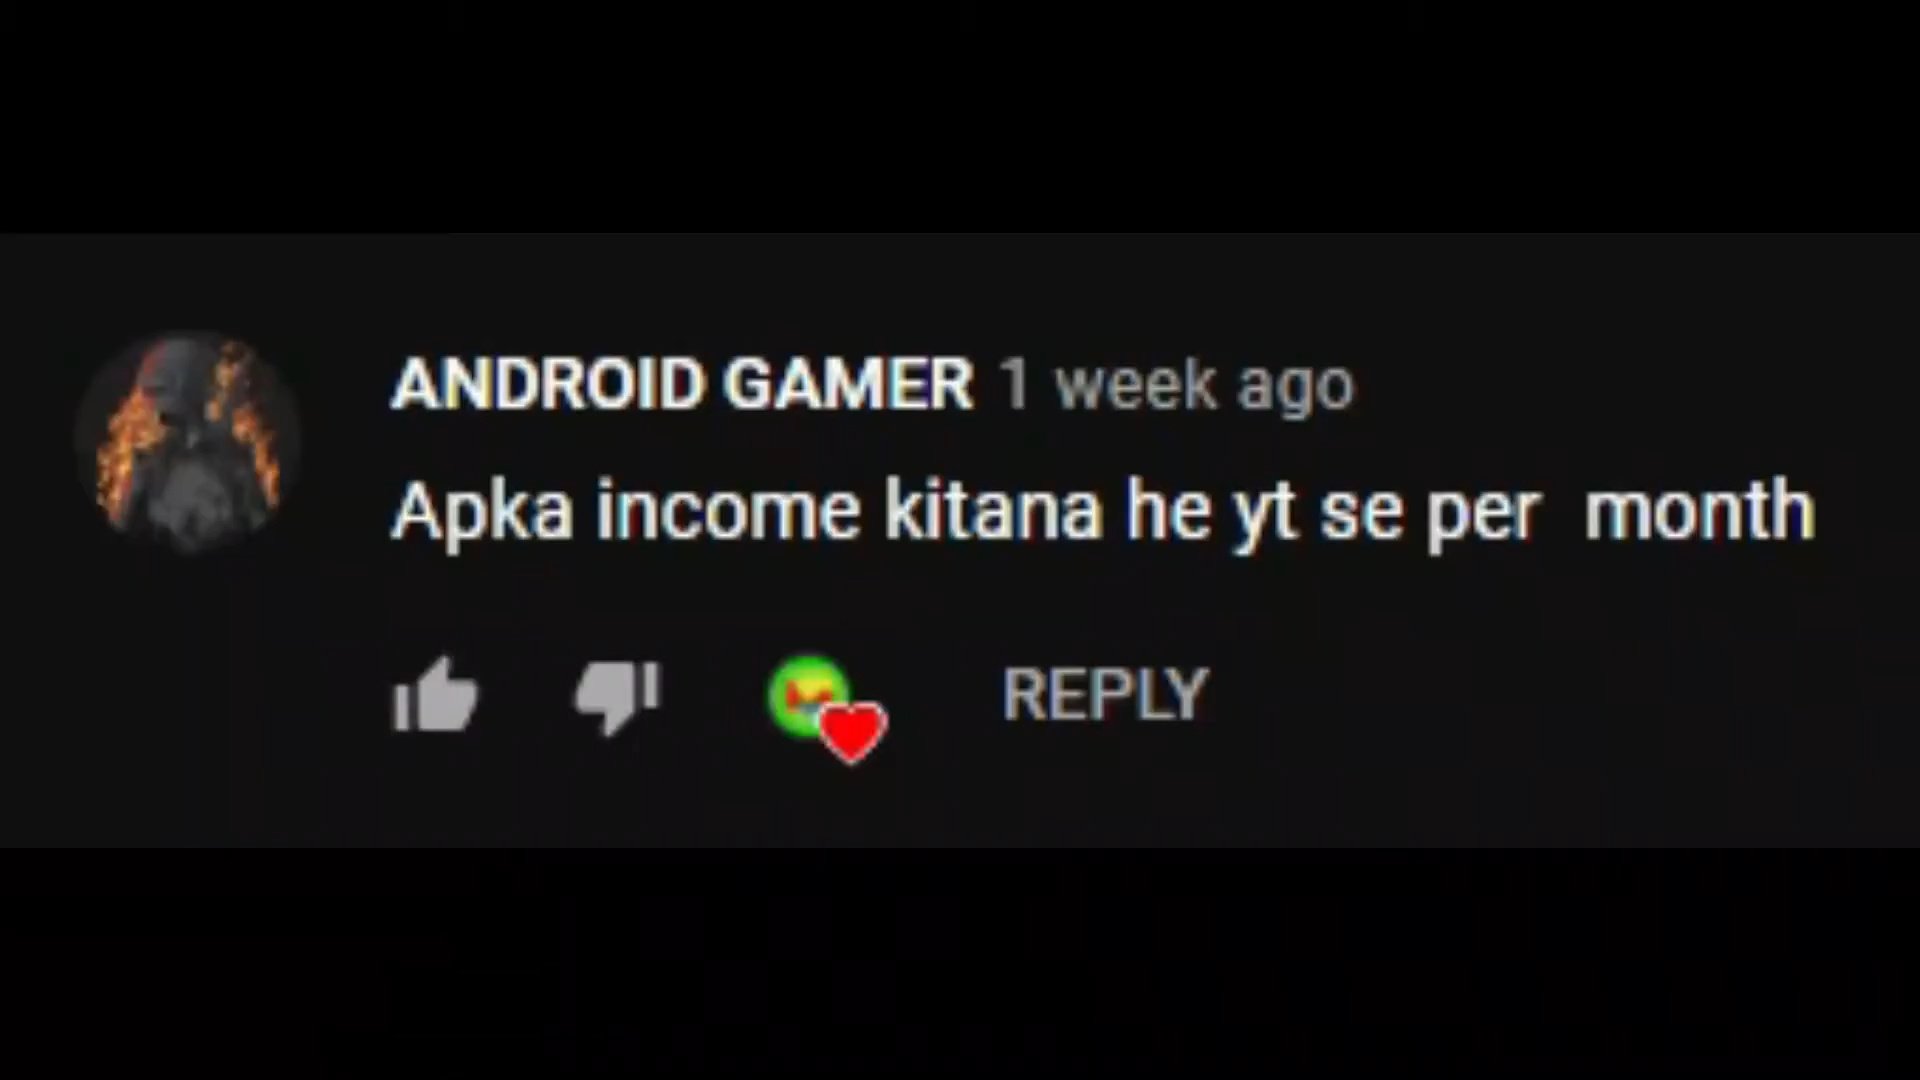 ANDROID GAMER 1 week ago
Apka income kitana he yt se per month
REPLY